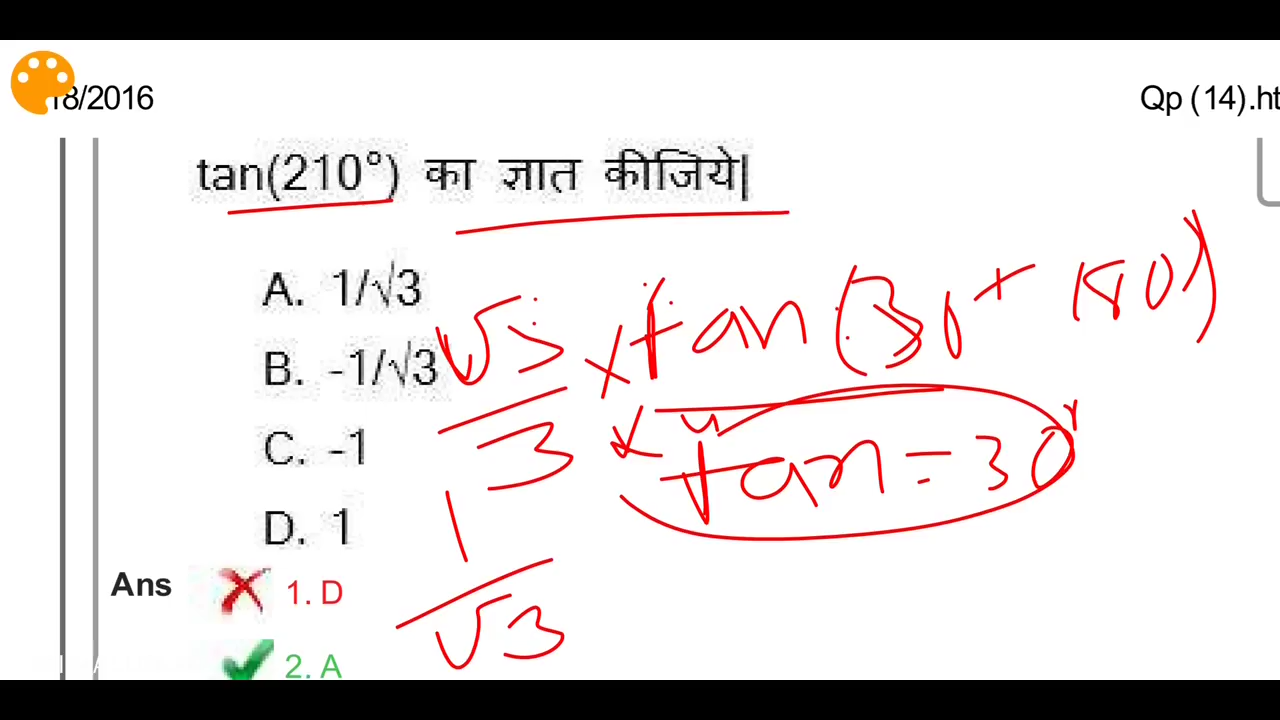 18/2016
Qp (14).ht
tan(210°) का ज्ञात कीजिये|
A. 1/√3
B. -1/√3
C. -1
D. 1
√3
3
1
√3
tan (30 + 180)
tan = 30°
Ans
1. D
2. A